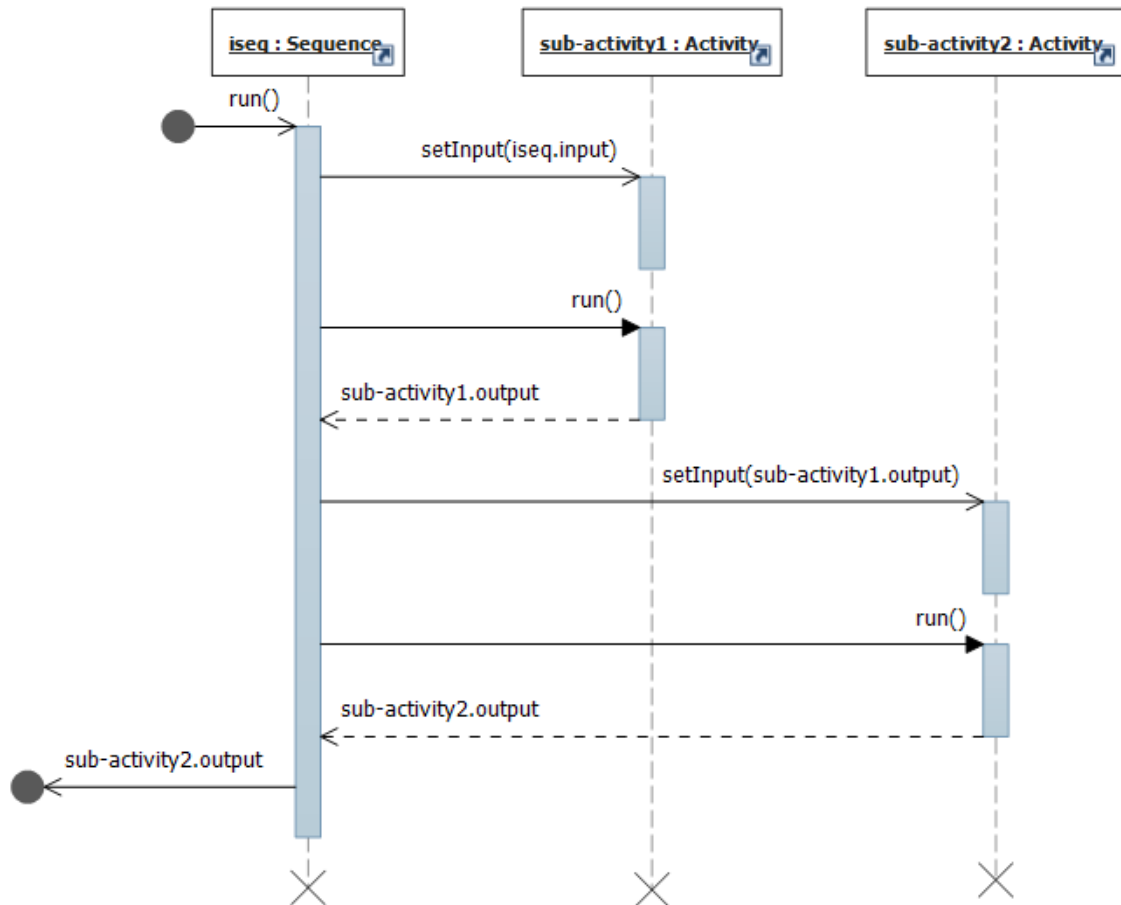 iseq : Sequence
sub-activity1 : Activity
sub-activity2 : Activity
run()
setInput(iseq.input)
run()
sub-activity1.output
setInput(sub-activity1.output)
run()
sub-activity2.output
sub-activity2.output